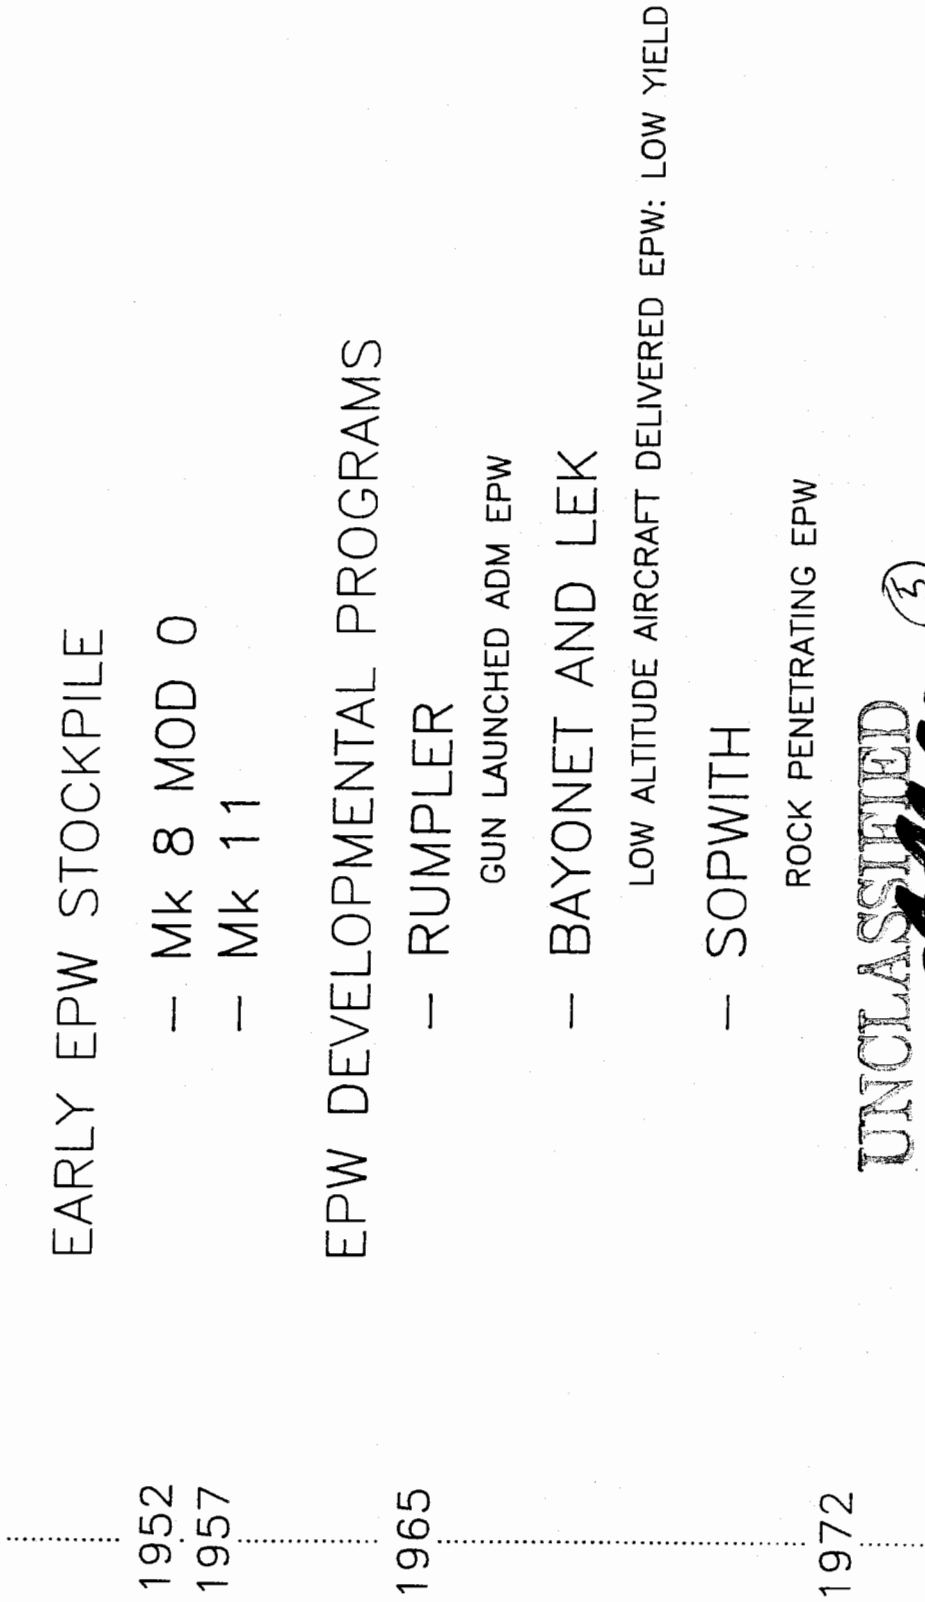 EARLY EPW STOCKPILE
1952 — Mk 8 MOD 0
1957 — Mk 11
EPW DEVELOPMENTAL PROGRAMS
1965 — RUMPLER
GUN LAUNCHED ADM EPW
— BAYONET AND LEK
LOW ALTITUDE AIRCRAFT DELIVERED EPW: LOW YIELD
— SOPWITH
ROCK PENETRATING EPW
1972
UNCLASSIFIED